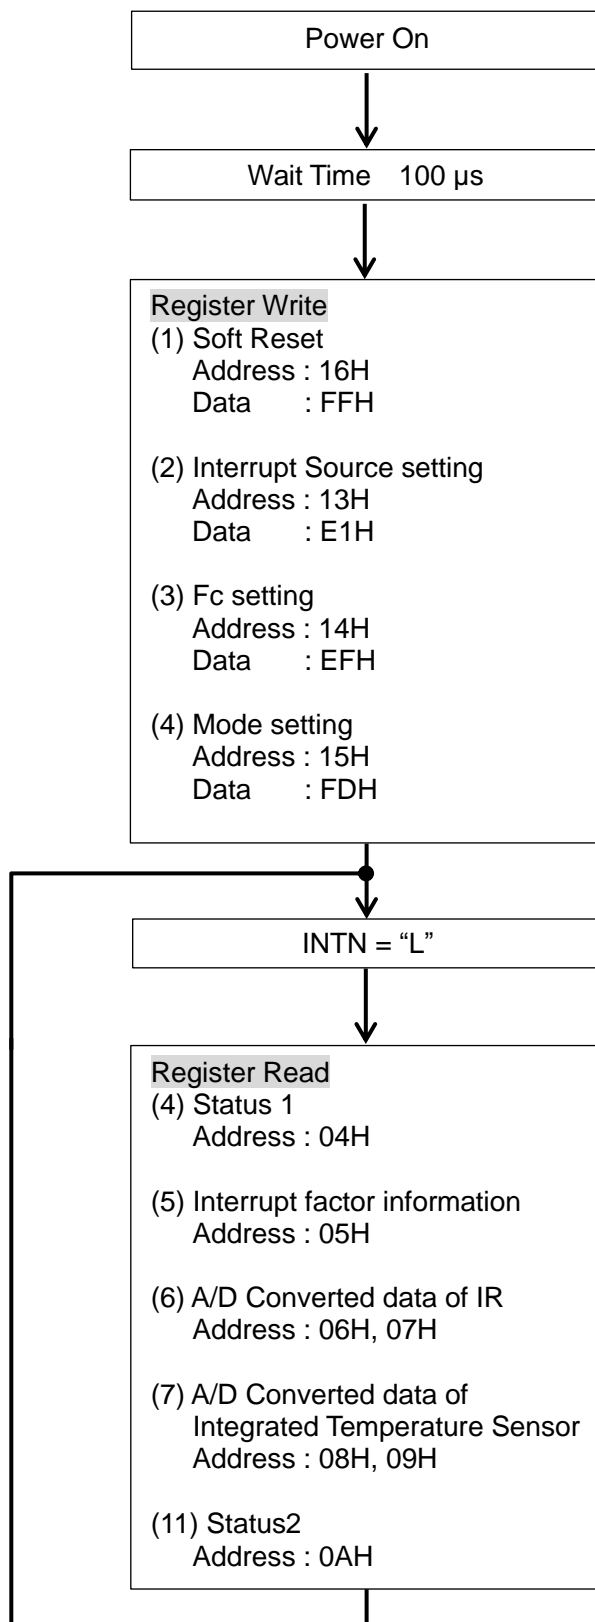 Power On
Wait Time 100 µs
Register Write
(1) Soft Reset
Address : 16H
Data : FFH
(2) Interrupt Source setting
Address : 13H
Data : E1H
(3) Fc setting
Address : 14H
Data : EFH
(4) Mode setting
Address : 15H
Data : FDH
INTN = “L”
Register Read
(4) Status 1
Address : 04H
(5) Interrupt factor information
Address : 05H
(6) A/D Converted data of IR
Address : 06H, 07H
(7) A/D Converted data of
Integrated Temperature Sensor
Address : 08H, 09H
(11) Status2
Address : 0AH